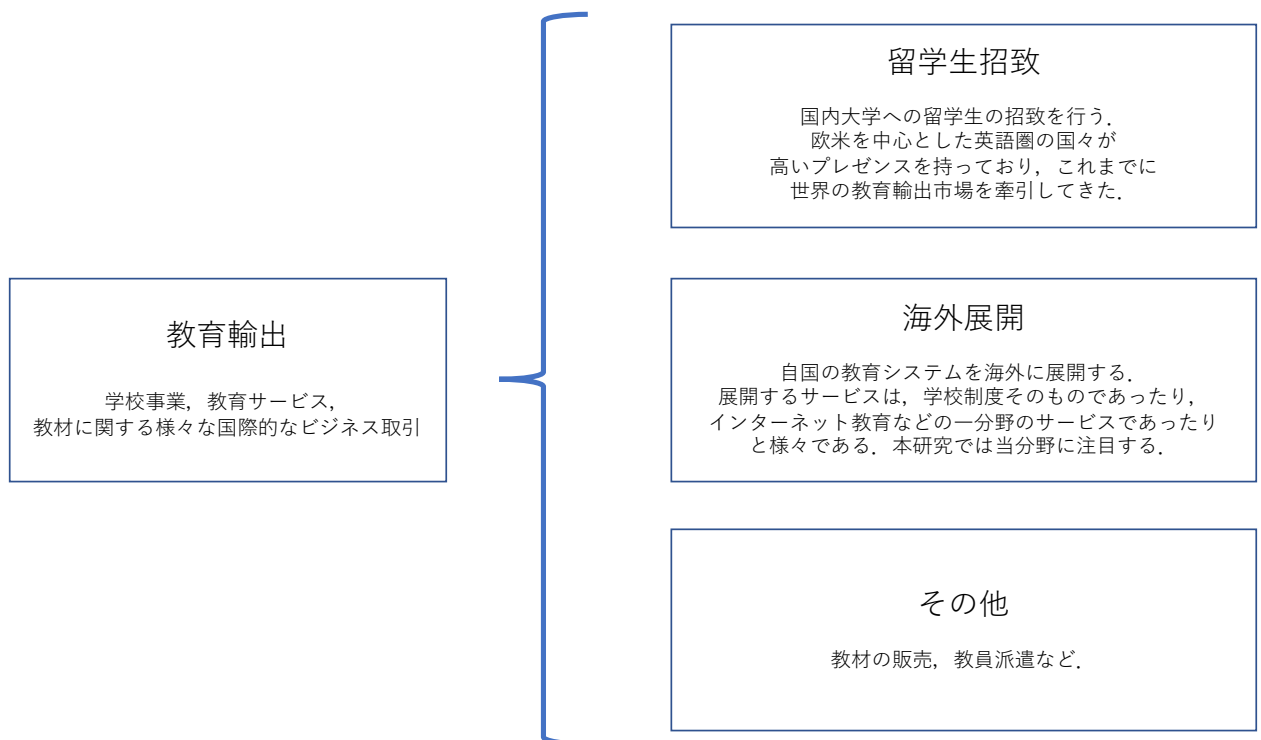 教育輸出
学校事業，教育サービス，
教材に関する様々な国際的なビジネス取引
留学生招致
国内大学への留学生の招致を行う．
欧米を中心とした英語圏の国々が
高いプレゼンスを持っており，これまでに
世界の教育輸出市場を牽引してきた．
海外展開
自国の教育システムを海外に展開する．
展開するサービスは，学校制度そのものであったり，
インターネット教育などの一分野のサービスであったり
と様々である．本研究では当分野に注目する．
その他
教材の販売，教員派遣など．